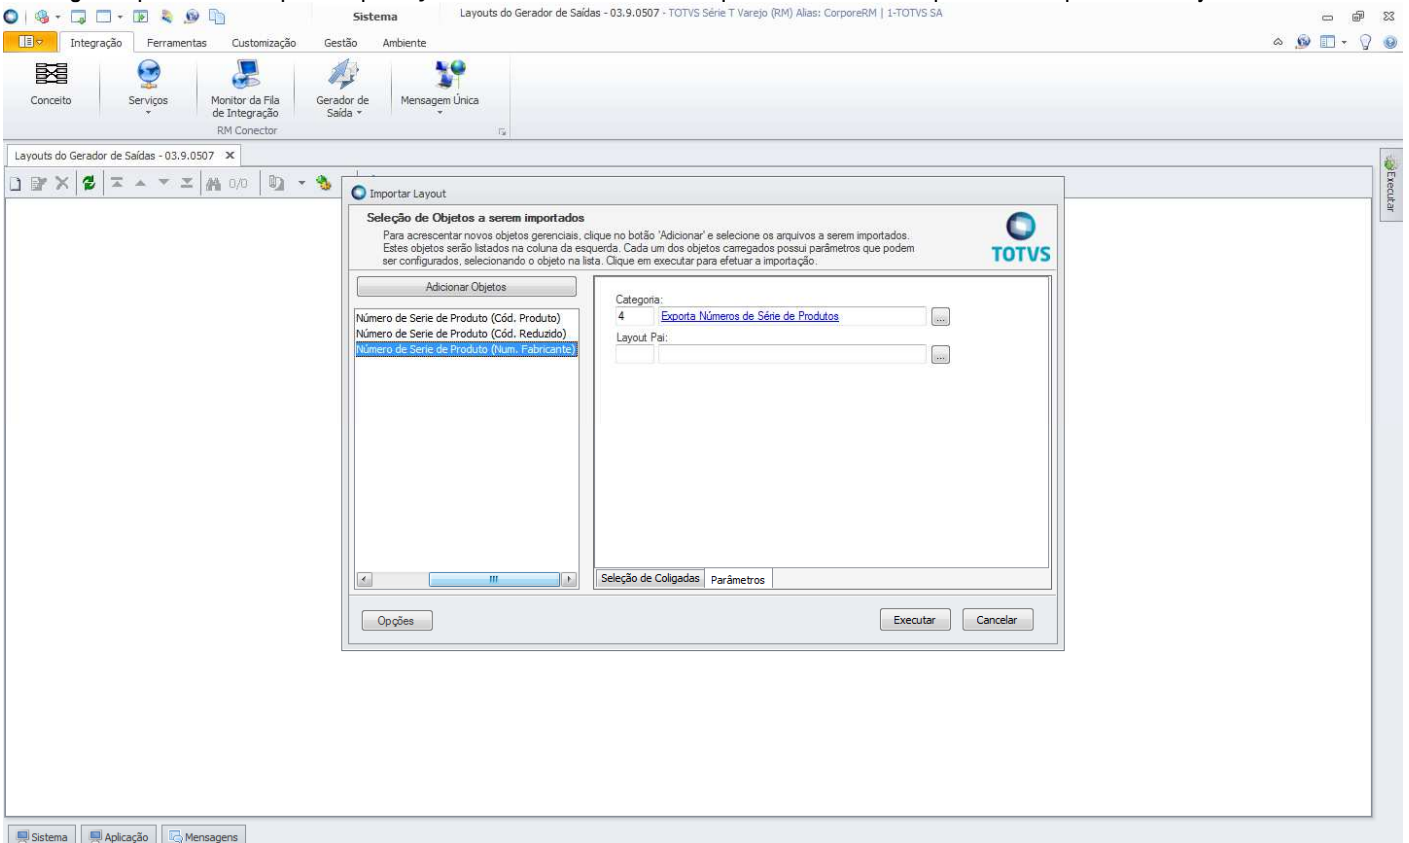 Sistema
Layouts do Gerador de Saídas - 03.9.0507 - TOTVS Série T Varejo (RM) Alias: CorporeRM | 1-TOTVS SA
Integração Ferramentas Customização Gestão Ambiente
Conceito Serviços Monitor da Fila de Integração Gerador de Saída Mensagem Única
RM Conector
Layouts do Gerador de Saídas - 03.9.0507
0/0
Executar
Importar Layout
Seleção de Objetos a serem importados
Para acrescentar novos objetos gerenciais, clique no botão 'Adicionar' e selecione os arquivos a serem importados.
Estes objetos serão listados na coluna da esquerda. Cada um dos objetos carregados possui parâmetros que podem
ser configurados, selecionando o objeto na lista. Clique em executar para efetuar a importação.
TOTVS
Adicionar Objetos
Número de Serie de Produto (Cód. Produto)
Número de Serie de Produto (Cód. Reduzido)
Número de Serie de Produto (Num. Fabricante)
Categoria:
4 Exporta Números de Série de Produtos ...
Layout Pai:
...
Seleção de Coligadas Parâmetros
Opções Executar Cancelar
Sistema Aplicação Mensagens